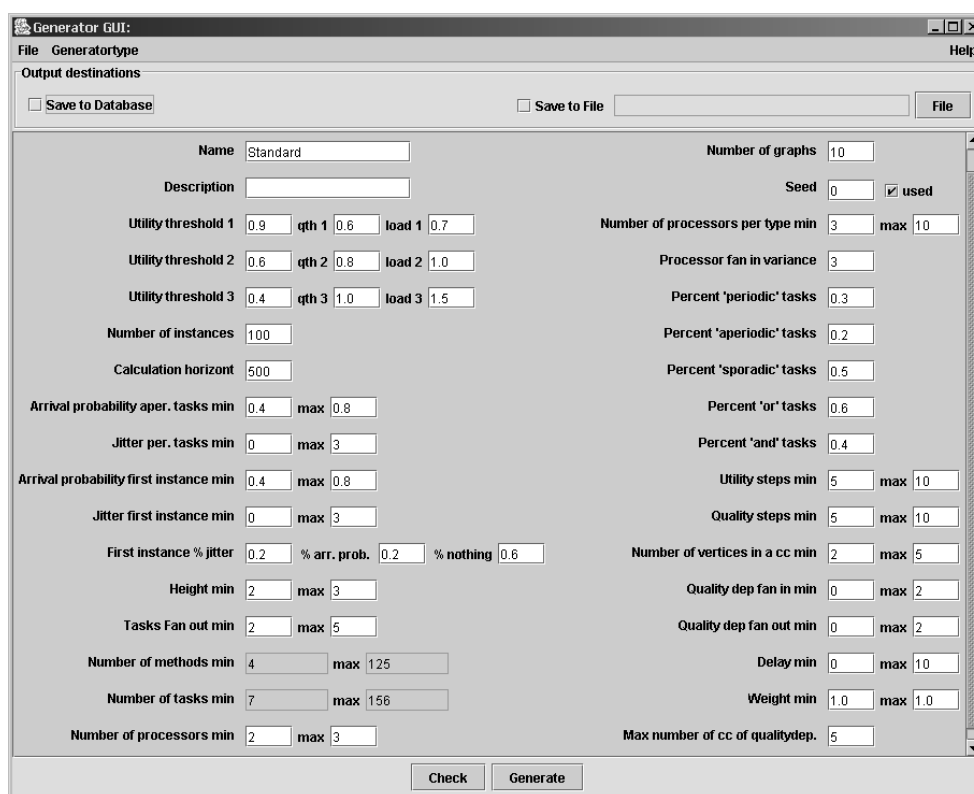 Generator GUI:
File Generatortype Help
Output destinations
Save to Database Save to File File
Name Standard Number of graphs 10
Description Seed 0 used
Utility threshold 1 0.9 qth 1 0.6 load 1 0.7 Number of processors per type min 3 max 10
Utility threshold 2 0.6 qth 2 0.8 load 2 1.0 Processor fan in variance 3
Utility threshold 3 0.4 qth 3 1.0 load 3 1.5 Percent 'periodic' tasks 0.3
Number of instances 100 Percent 'aperiodic' tasks 0.2
Calculation horizont 500 Percent 'sporadic' tasks 0.5
Arrival probability aper. tasks min 0.4 max 0.8 Percent 'or' tasks 0.6
Jitter per. tasks min 0 max 3 Percent 'and' tasks 0.4
Arrival probability first instance min 0.4 max 0.8 Utility steps min 5 max 10
Jitter first instance min 0 max 3 Quality steps min 5 max 10
First instance % jitter 0.2 % arr. prob. 0.2 % nothing 0.6 Number of vertices in a cc min 2 max 5
Height min 2 max 3 Quality dep fan in min 0 max 2
Tasks Fan out min 2 max 5 Quality dep fan out min 0 max 2
Number of methods min 4 max 125 Delay min 0 max 10
Number of tasks min 7 max 156 Weight min 1.0 max 1.0
Number of processors min 2 max 3 Max number of cc of qualitydep. 5
Check Generate